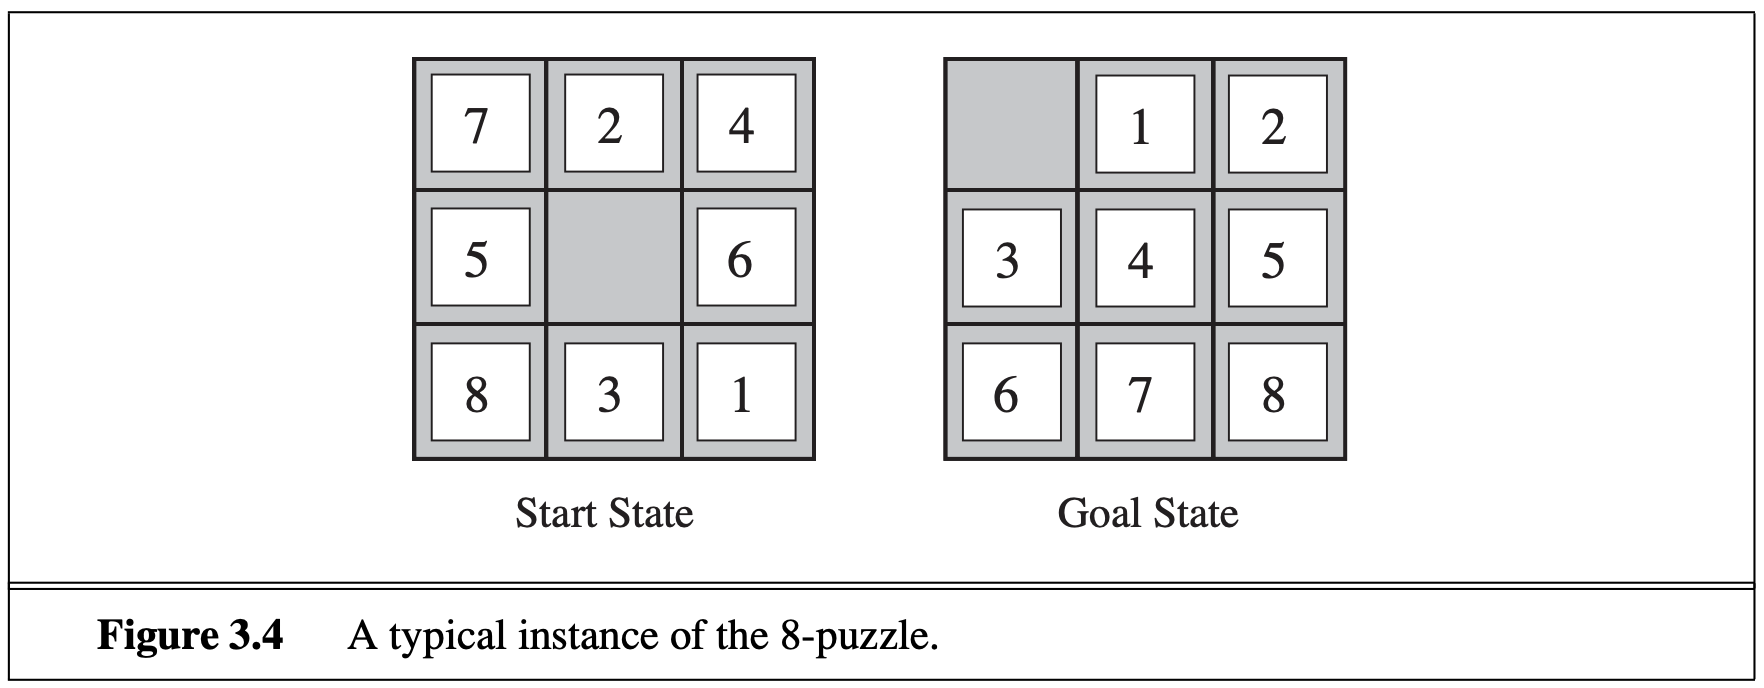 7 2 4
5 6
8 3 1
Start State
1 2
3 4 5
6 7 8
Goal State
Figure 3.4 A typical instance of the 8-puzzle.